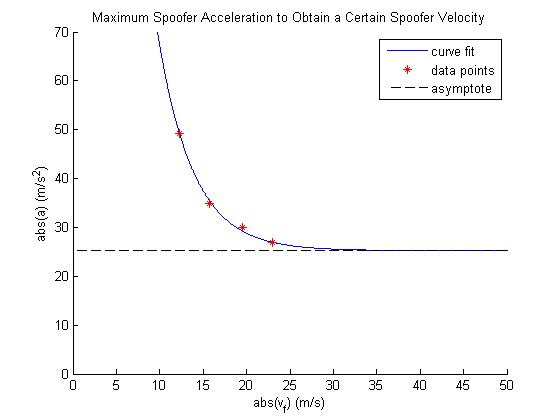 Maximum Spoofer Acceleration to Obtain a Certain Spoofer Velocity
70
60
50
40
30
20
10
0
abs(a) (m/s²)
curve fit
data points
asymptote
0 5 10 15 20 25 30 35 40 45 50
abs(v_f) (m/s)